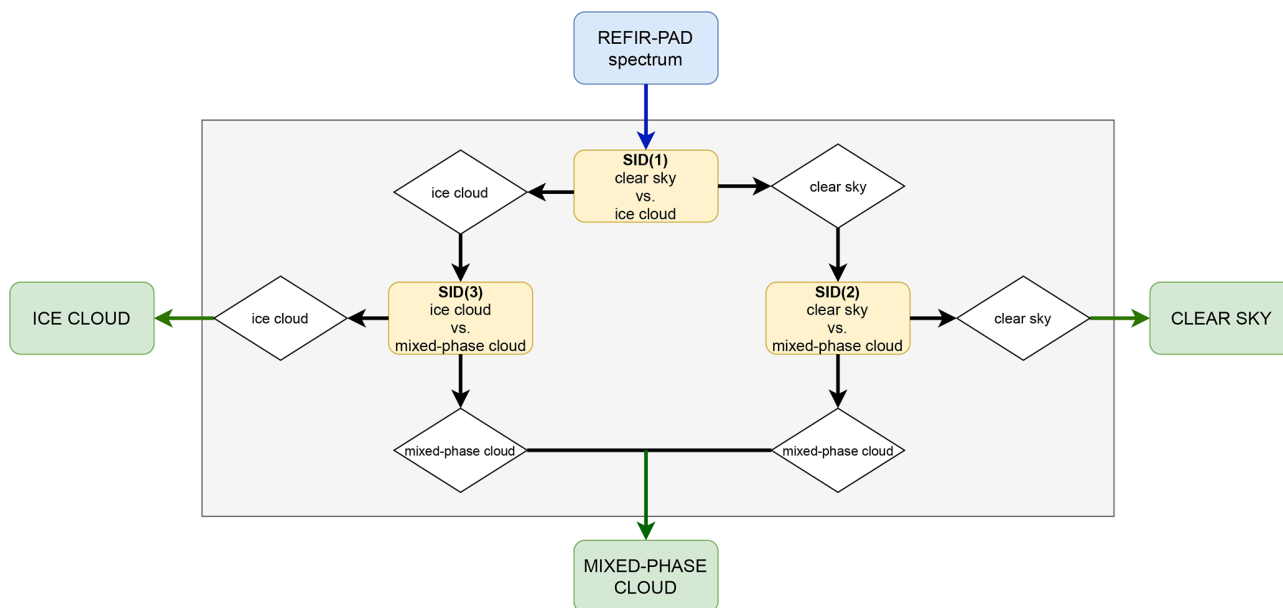 REFIR-PAD
spectrum
SID(1)
clear sky
vs.
ice cloud
ice cloud
clear sky
SID(3)
ice cloud
vs.
mixed-phase cloud
SID(2)
clear sky
vs.
mixed-phase cloud
ICE CLOUD
ice cloud
clear sky
CLEAR SKY
mixed-phase cloud
mixed-phase cloud
MIXED-PHASE
CLOUD